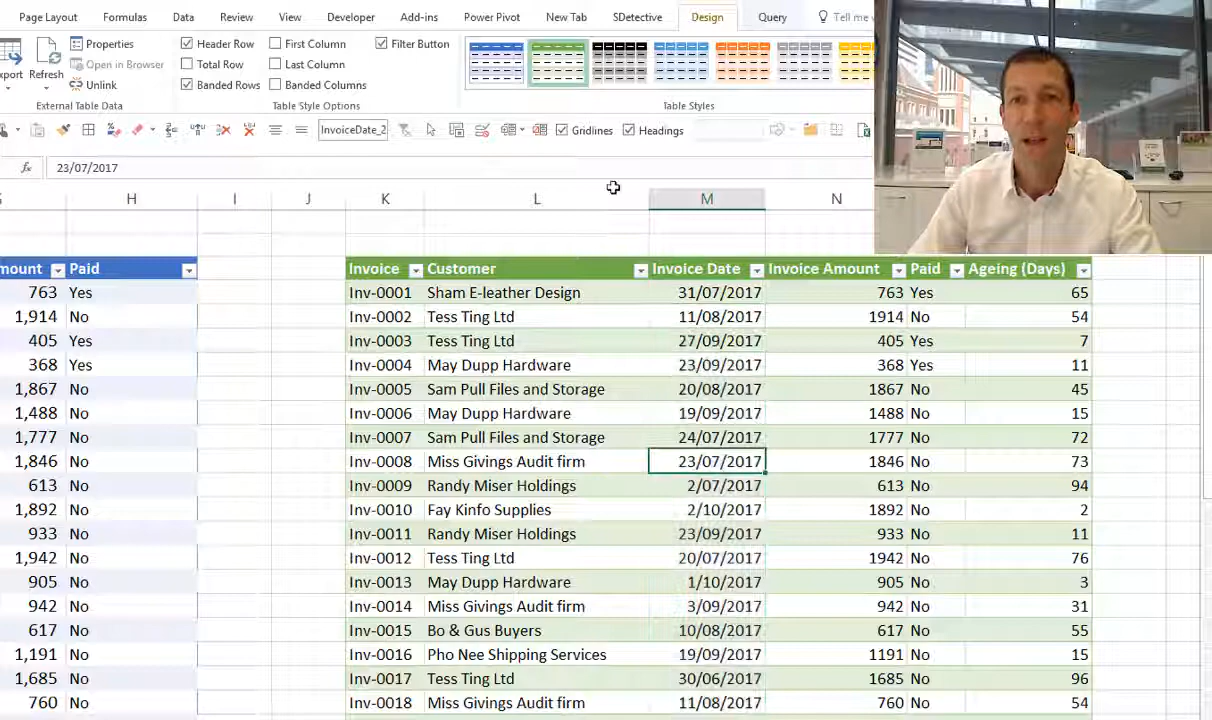 Page Layout Formulas Data Review View Developer Add-ins Power Pivot New Tab SDetective Design Query Tell me
Properties Header Row First Column Filter Button
Export Refresh Open in Browser Total Row Last Column
Unlink Banded Rows Banded Columns
External Table Data Table Style Options Table Styles
InvoiceDate_2 Gridlines Headings
fx 23/07/2017
H I J K L M N
mount Paid Invoice Customer Invoice Date Invoice Amount Paid Ageing (Days)
763 Yes Inv-0001 Sham E-leather Design 31/07/2017 763 Yes 65
1,914 No Inv-0002 Tess Ting Ltd 11/08/2017 1914 No 54
405 Yes Inv-0003 Tess Ting Ltd 27/09/2017 405 Yes 7
368 Yes Inv-0004 May Dupp Hardware 23/09/2017 368 Yes 11
1,867 No Inv-0005 Sam Pull Files and Storage 20/08/2017 1867 No 45
1,488 No Inv-0006 May Dupp Hardware 19/09/2017 1488 No 15
1,777 No Inv-0007 Sam Pull Files and Storage 24/07/2017 1777 No 72
1,846 No Inv-0008 Miss Givings Audit firm 23/07/2017 1846 No 73
613 No Inv-0009 Randy Miser Holdings 2/07/2017 613 No 94
1,892 No Inv-0010 Fay Kinfo Supplies 2/10/2017 1892 No 2
933 No Inv-0011 Randy Miser Holdings 23/09/2017 933 No 11
1,942 No Inv-0012 Tess Ting Ltd 20/07/2017 1942 No 76
905 No Inv-0013 May Dupp Hardware 1/10/2017 905 No 3
942 No Inv-0014 Miss Givings Audit firm 3/09/2017 942 No 31
617 No Inv-0015 Bo & Gus Buyers 10/08/2017 617 No 55
1,191 No Inv-0016 Pho Nee Shipping Services 19/09/2017 1191 No 15
1,685 No Inv-0017 Tess Ting Ltd 30/06/2017 1685 No 96
760 No Inv-0018 Miss Givings Audit firm 11/08/2017 760 No 54